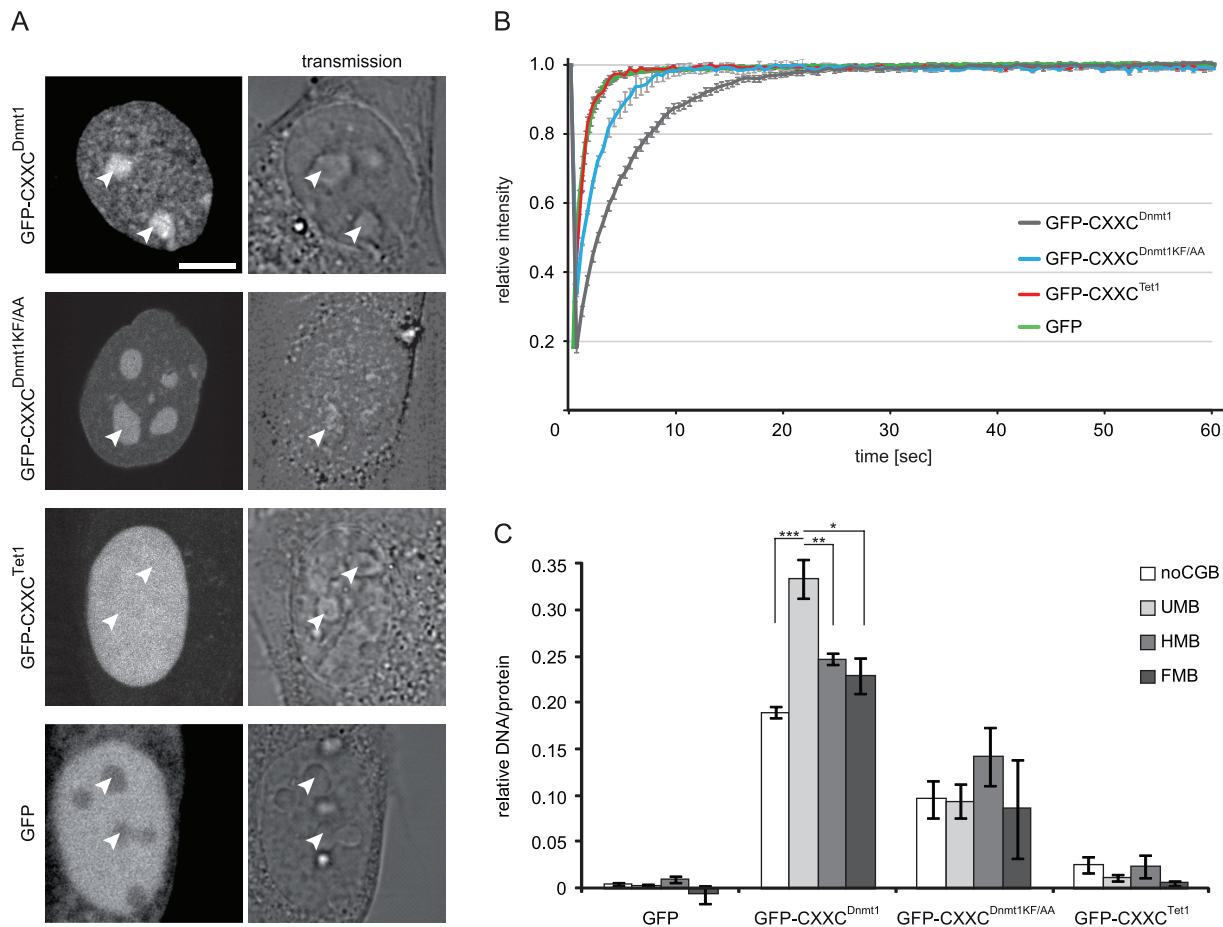 A
transmission
GFP-CXXC^Dnmt1
GFP-CXXC^Dnmt1KF/AA
GFP-CXXC^Tet1
GFP
B
1.0
0.8
0.6
0.4
0.2
relative intensity
0 10 20 30 40 50 60
time [sec]
GFP-CXXC^Dnmt1
GFP-CXXC^Dnmt1KF/AA
GFP-CXXC^Tet1
GFP
C
*
*** **
0.35
0.30
0.25
0.20
0.15
0.10
0.05
0
relative DNA/protein
noCGB
UMB
HMB
FMB
GFP GFP-CXXC^Dnmt1 GFP-CXXC^Dnmt1KF/AA GFP-CXXC^Tet1